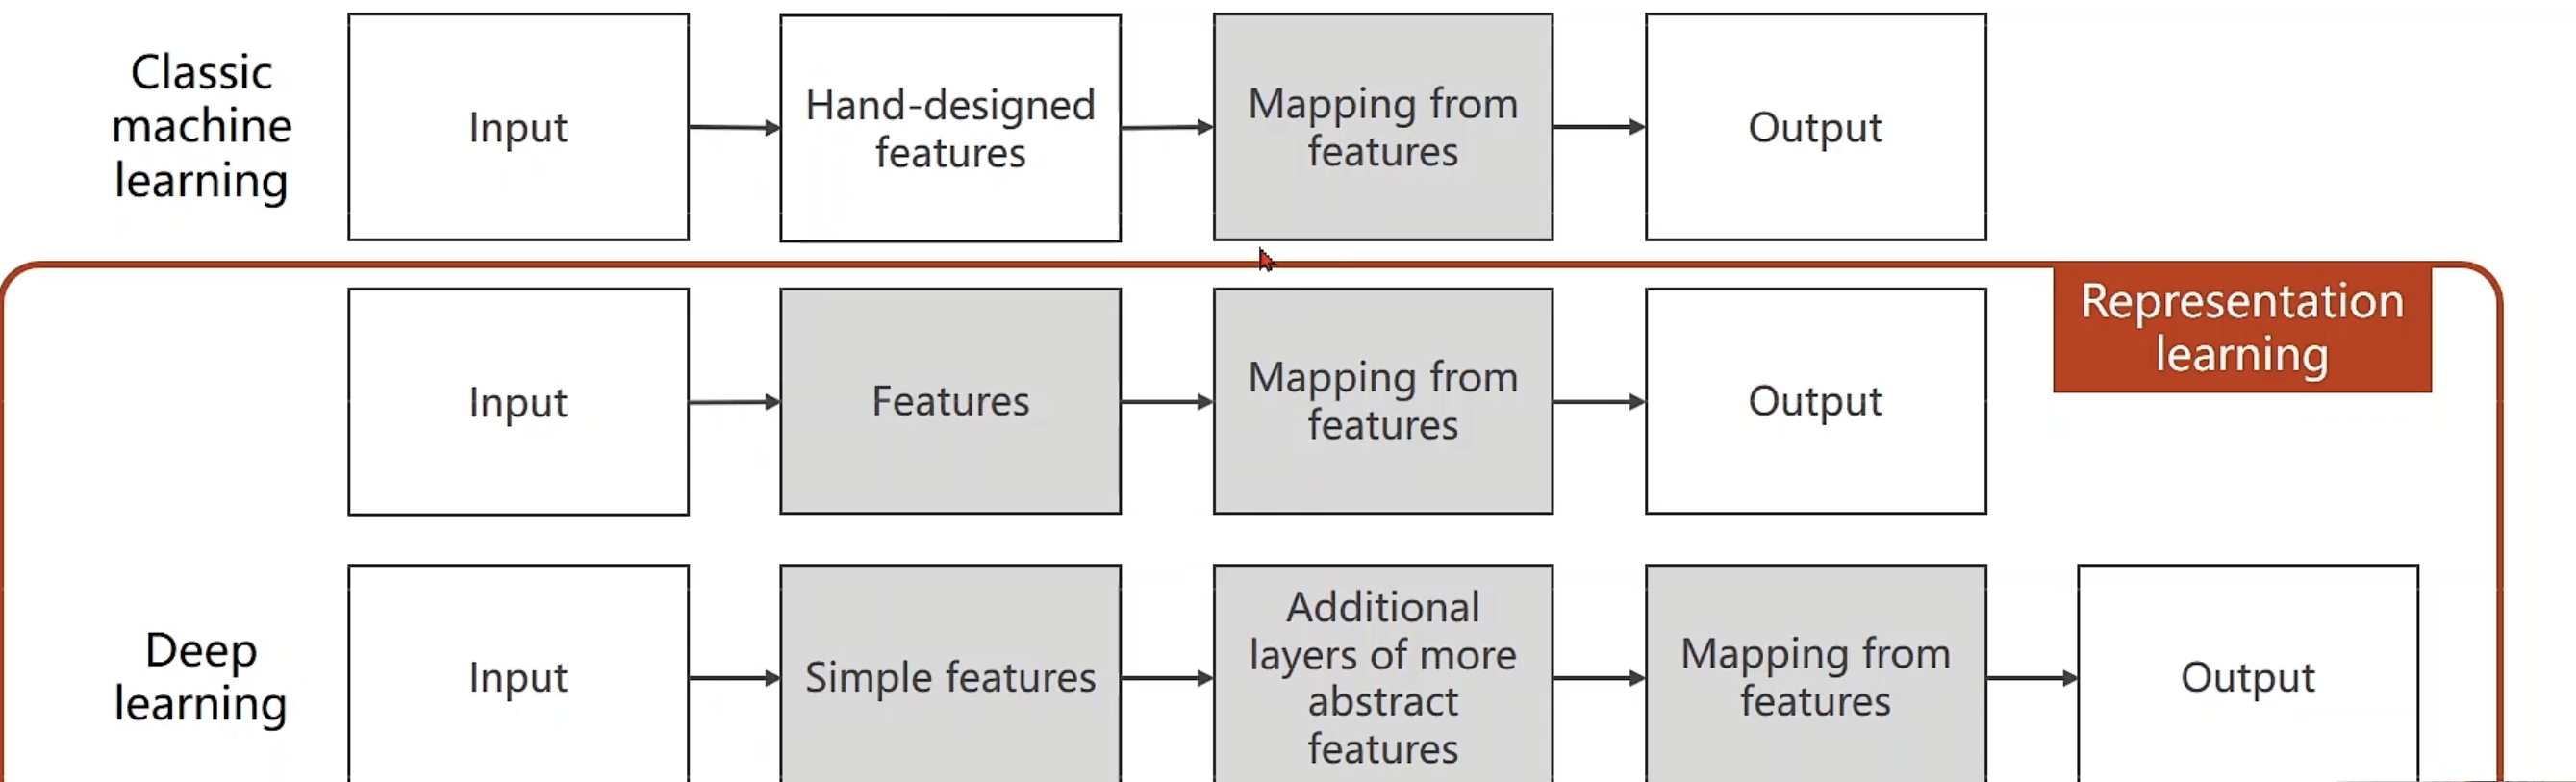 Classic
machine
learning
Input
Hand-designed
features
Mapping from
features
Output
Representation
learning
Input
Features
Mapping from
features
Output
Deep
learning
Input
Simple features
Additional
layers of more
abstract
features
Mapping from
features
Output